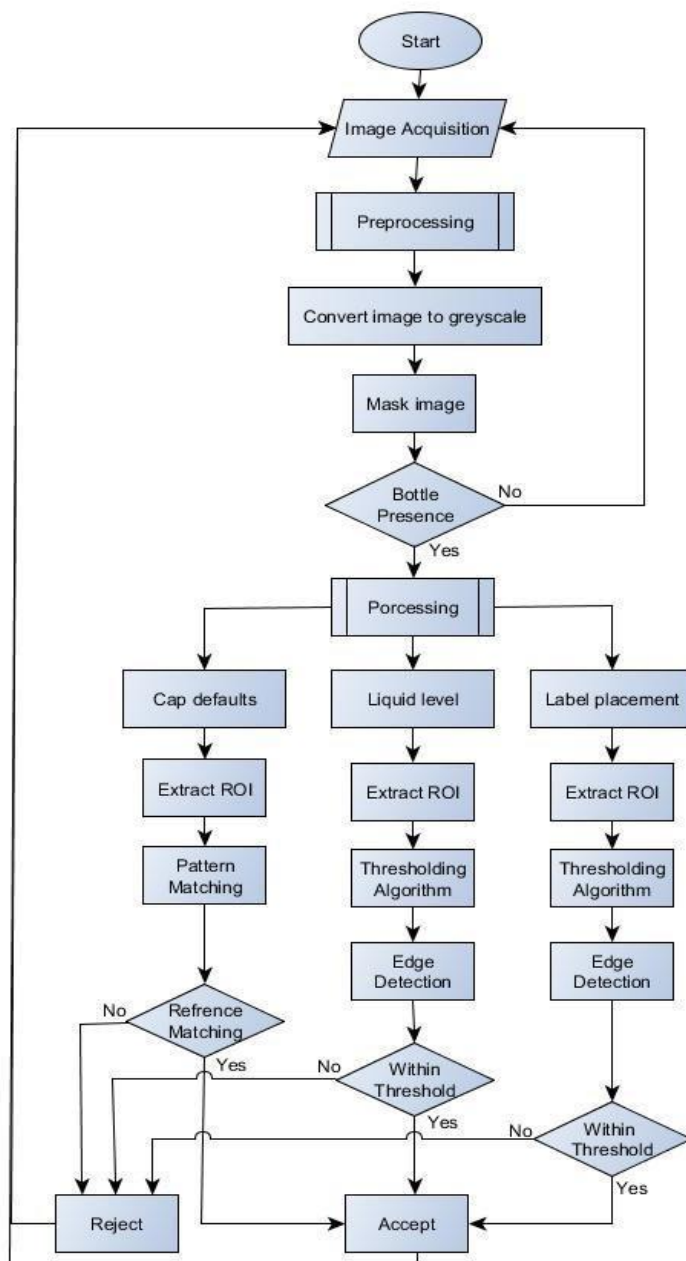 Start
Image Acquisition
Preprocessing
Convert image to greyscale
Mask image
Bottle
Presence
No
Yes
Porcessing
Cap defaults
Liquid level
Label placement
Extract ROI
Extract ROI
Extract ROI
Pattern
Matching
Thresholding
Algorithm
Thresholding
Algorithm
Edge
Detection
Edge
Detection
No
Refrence
Matching
Yes
No
Within
Threshold
Yes
No
Within
Threshold
Yes
Reject
Accept